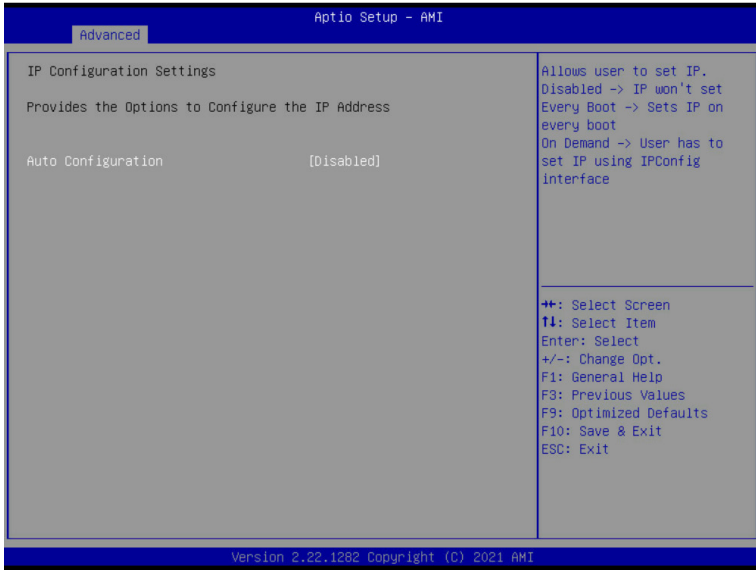 Aptio Setup – AMI
Advanced
IP Configuration Settings
Provides the Options to Configure the IP Address
Auto Configuration [Disabled]
Allows user to set IP.
Disabled -> IP won't set
Every Boot -> Sets IP on
every boot
On Demand -> User has to
set IP using IPConfig
interface
→←: Select Screen
↑↓: Select Item
Enter: Select
+/-: Change Opt.
F1: General Help
F3: Previous Values
F9: Optimized Defaults
F10: Save & Exit
ESC: Exit
Version 2.22.1282 Copyright (C) 2021 AMI